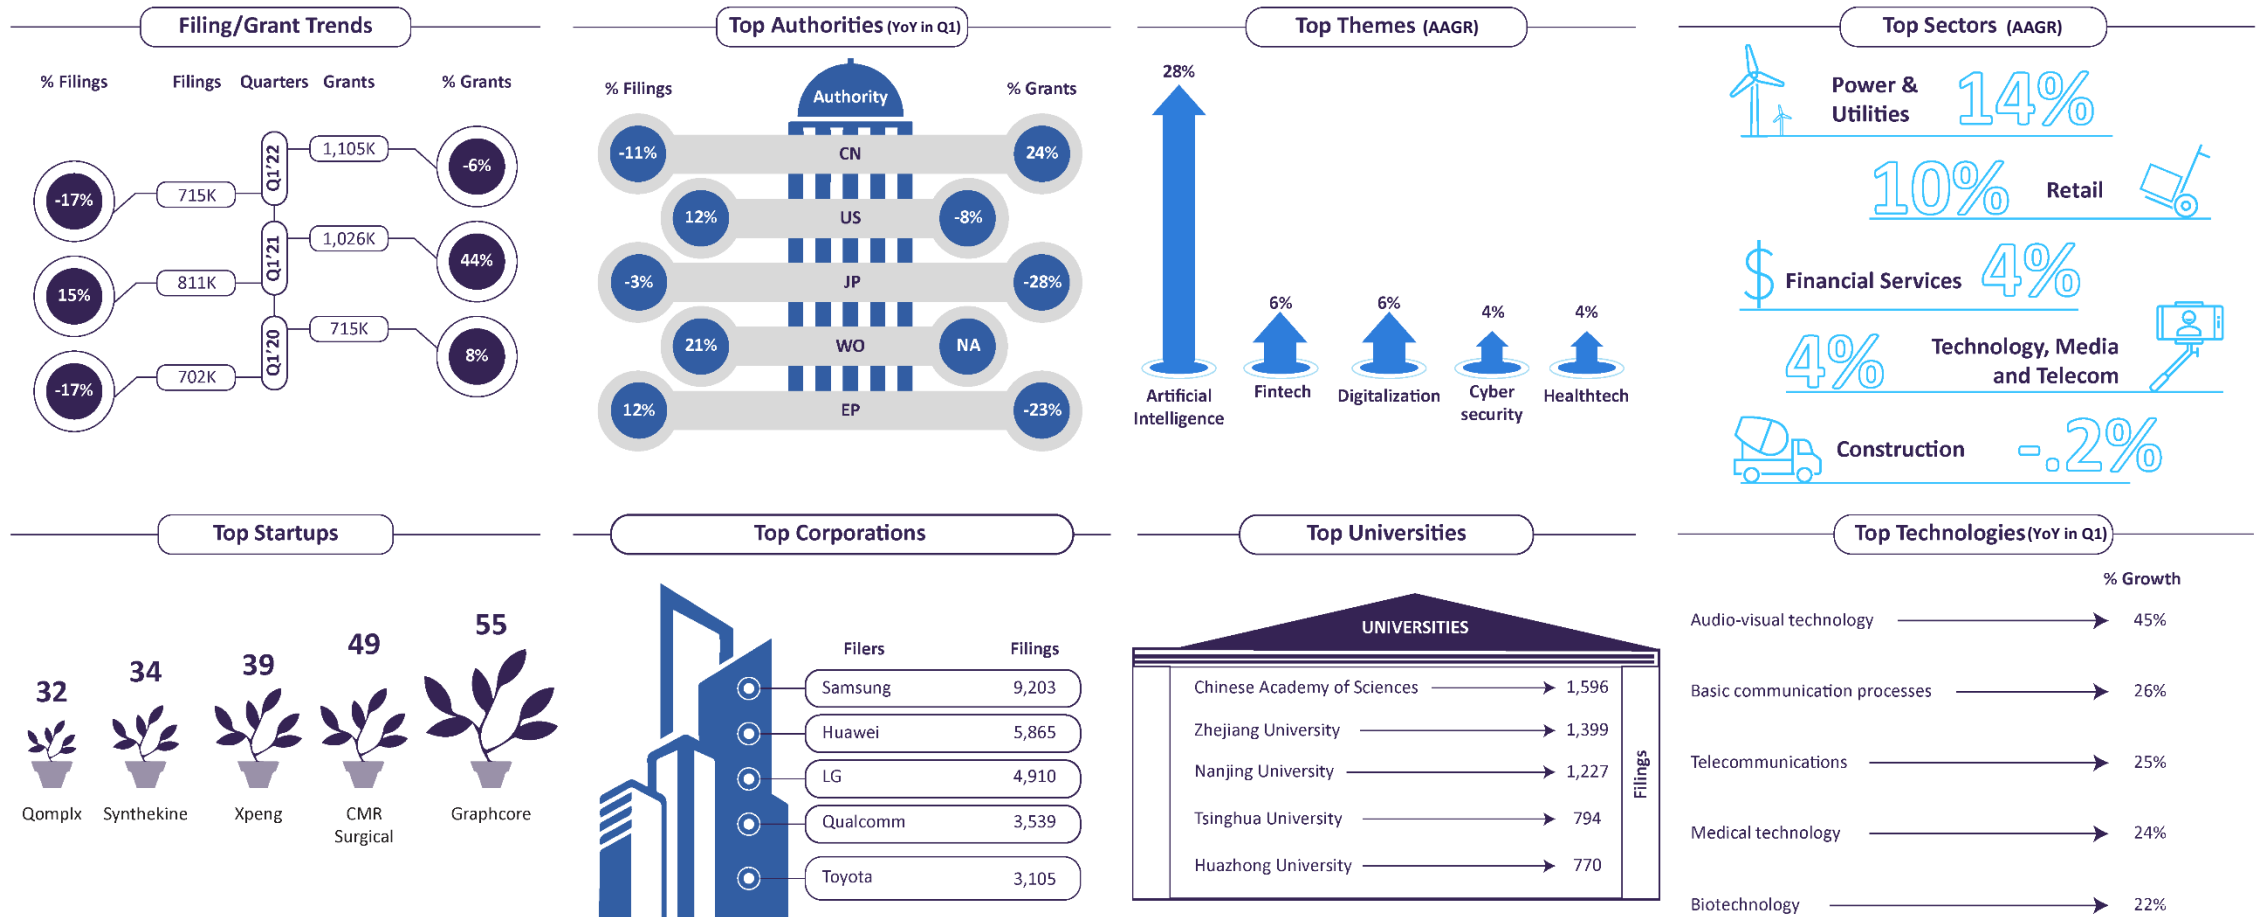 Filing/Grant Trends
% Filings Filings Quarters Grants % Grants
Q1'22
1,105K
-6%
-17%
715K
Q1'21
1,026K
44%
15%
811K
Q1'20
715K
8%
-17%
702K
Top Authorities (YoY in Q1)
% Filings
Authority
% Grants
-11% CN 24%
12% US -8%
-3% JP -28%
21% WO NA
12% EP -23%
Top Themes (AAGR)
28%
6%
6%
4%
4%
Artificial
Intelligence
Fintech
Digitalization
Cyber
security
Healthtech
Top Sectors (AAGR)
Power &
Utilities
14%
10% Retail
Financial Services 4%
4%
Technology, Media
and Telecom
Construction -.2%
Top Startups
32
34
39
49
55
Qomplx
Synthekine
Xpeng
CMR
Surgical
Graphcore
Top Corporations
Filers Filings
Samsung 9,203
Huawei 5,865
LG 4,910
Qualcomm 3,539
Toyota 3,105
Top Universities
UNIVERSITIES
Chinese Academy of Sciences 1,596
Zhejiang University 1,399
Nanjing University 1,227
Tsinghua University 794
Huazhong University 770
Filings
Top Technologies (YoY in Q1)
% Growth
Audio-visual technology 45%
Basic communication processes 26%
Telecommunications 25%
Medical technology 24%
Biotechnology 22%